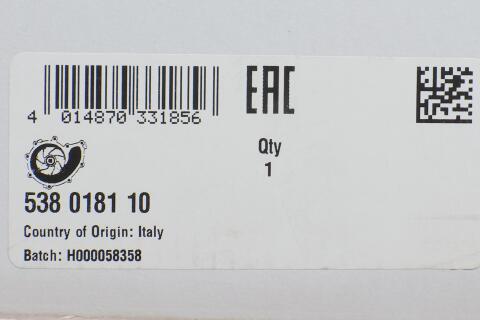 EAC
4 014870 331856
Qty
1
538 0181 10
Country of Origin: Italy
Batch: H000058358